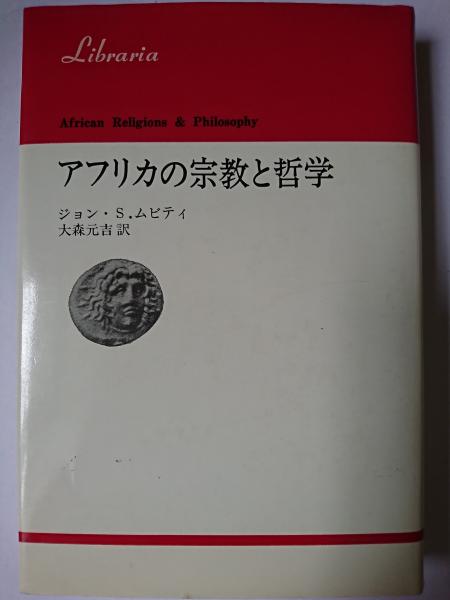 Libraria
African Religions & Philosophy
アフリカの宗教と哲学
ジョン・S.ムビティ
大森元吉訳